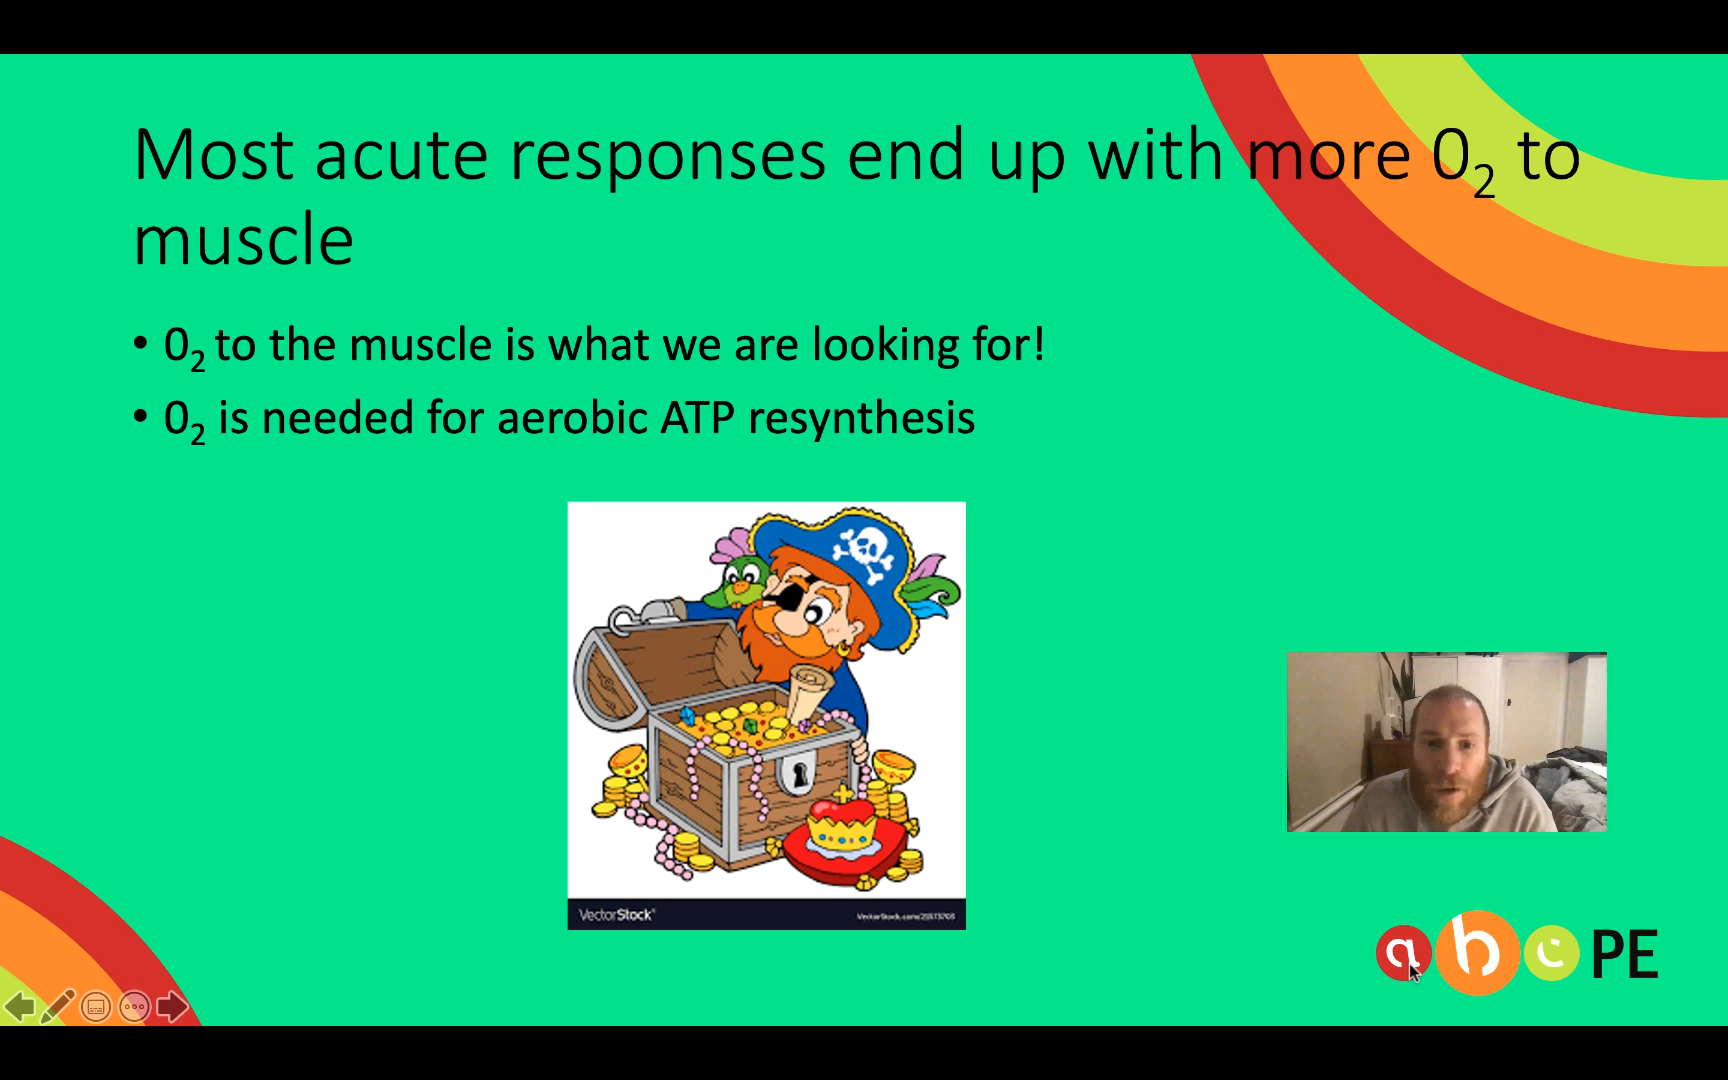 Most acute responses end up with more 0₂ to
muscle
• 0₂ to the muscle is what we are looking for!
• 0₂ is needed for aerobic ATP resynthesis
VectorStock®
abc PE